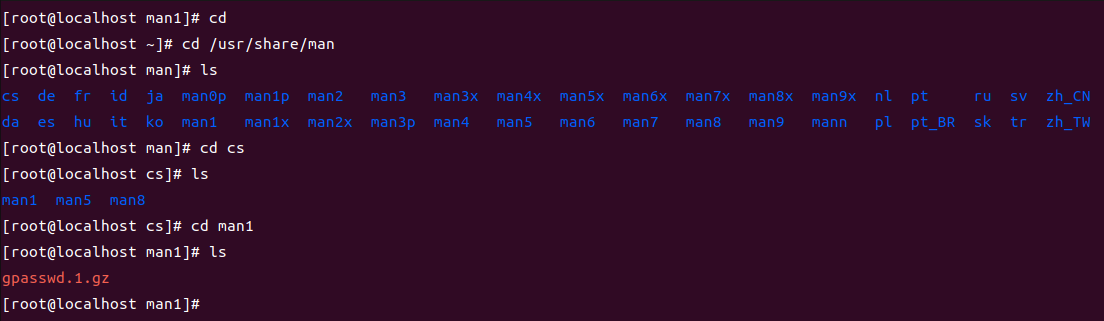 [root@localhost man1]# cd
[root@localhost ~]# cd /usr/share/man
[root@localhost man]# ls
cs  de  fr  id  ja  man0p  man1p  man2   man3   man3x  man4x  man5x  man6x  man7x  man8x  man9x  nl  pt     ru  sv  zh_CN
da  es  hu  it  ko  man1   man1x  man2x  man3p  man4   man5   man6   man7   man8   man9   mann   pl  pt_BR  sk  tr  zh_TW
[root@localhost man]# cd cs
[root@localhost cs]# ls
man1  man5  man8
[root@localhost cs]# cd man1
[root@localhost man1]# ls
gpasswd.1.gz
[root@localhost man1]#